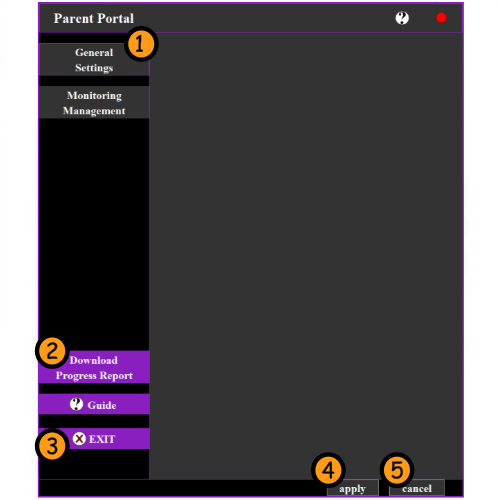 Parent Portal
?
1
General
Settings
Monitoring
Management
2
Download
Progress Report
? Guide
3
X EXIT
4
apply
5
cancel